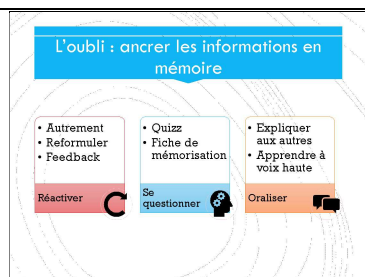 L'oubli : ancrer les informations en
mémoire
• Autrement
• Reformuler
• Feedback
Réactiver
• Quizz
• Fiche de
mémorisation
Se
questionner
• Expliquer
aux autres
• Apprendre à
voix haute
Oraliser